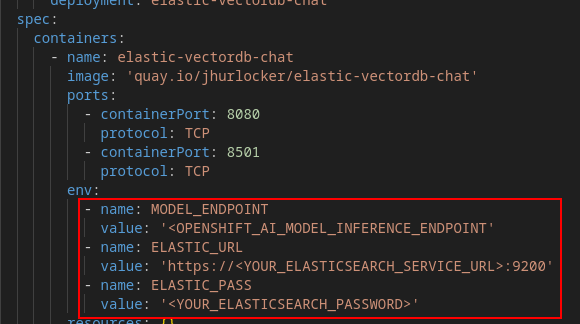 deployment: elastic-vectordb-chat
spec:
containers:
- name: elastic-vectordb-chat
image: 'quay.io/jhurlocker/elastic-vectordb-chat'
ports:
- containerPort: 8080
protocol: TCP
- containerPort: 8501
protocol: TCP
env:
- name: MODEL_ENDPOINT
value: '<OPENSHIFT_AI_MODEL_INFERENCE_ENDPOINT'
- name: ELASTIC_URL
value: 'https://<YOUR_ELASTICSEARCH_SERVICE_URL>:9200'
- name: ELASTIC_PASS
value: '<YOUR_ELASTICSEARCH_PASSWORD>'
resources: {}